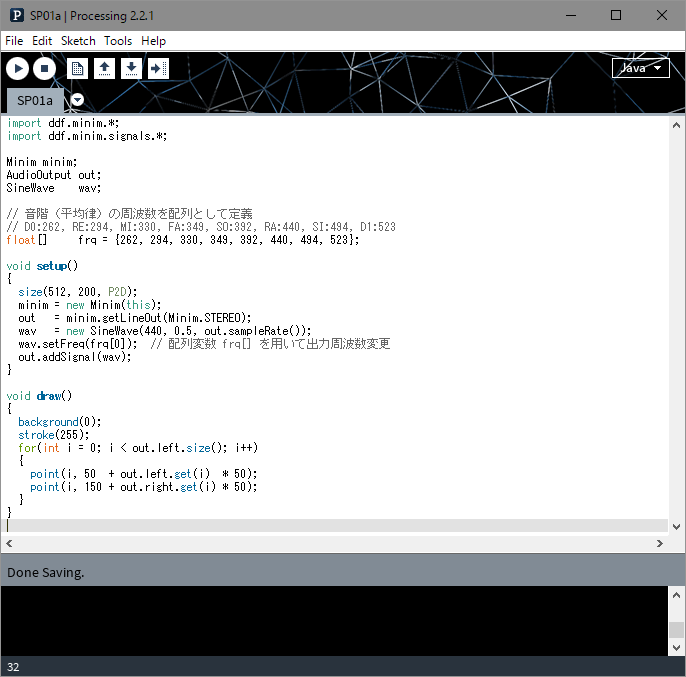 SP01a | Processing 2.2.1
File Edit Sketch Tools Help
Java
SP01a
import ddf.minim.*;
import ddf.minim.signals.*;
Minim minim;
AudioOutput out;
SineWave    wav;
// 音階（平均律）の周波数を配列として定義
// DO:262, RE:294, MI:330, FA:349, SO:392, RA:440, SI:494, D1:523
float[]     frq = {262, 294, 330, 349, 392, 440, 494, 523};
void setup()
{
  size(512, 200, P2D);
  minim = new Minim(this);
  out   = minim.getLineOut(Minim.STEREO);
  wav   = new SineWave(440, 0.5, out.sampleRate());
  wav.setFreq(frq[0]);  // 配列変数 frq[] を用いて出力周波数変更
  out.addSignal(wav);
}
void draw()
{
  background(0);
  stroke(255);
  for(int i = 0; i < out.left.size(); i++)
  {
    point(i, 50  + out.left.get(i)  * 50);
    point(i, 150 + out.right.get(i) * 50);
  }
}
Done Saving.
32